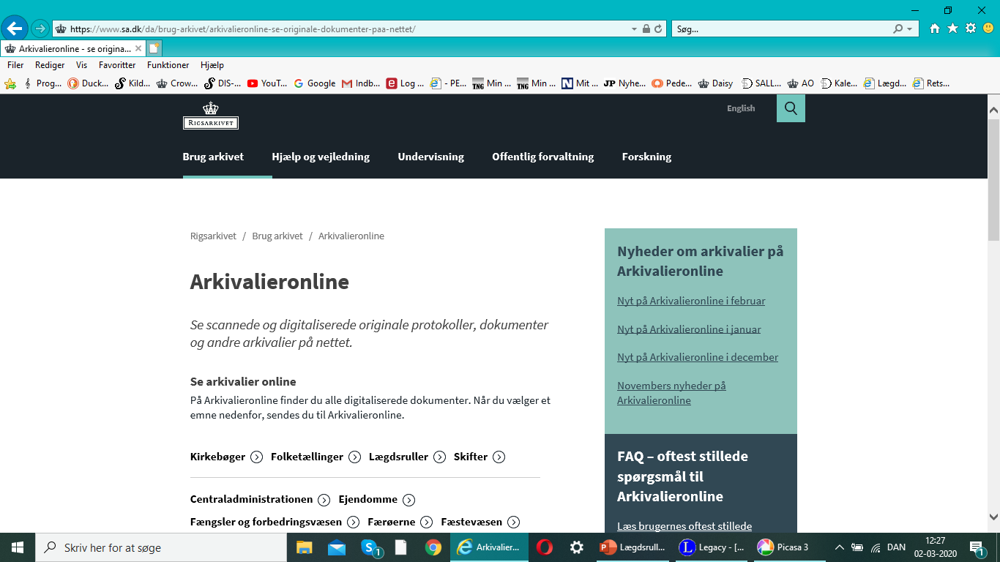 https://www.sa.dk/da/brug-arkivet/arkivalieronline-se-originale-dokumenter-paa-nettet/
Søg...
Arkivalieronline - se origina...
Filer Rediger Vis Favoritter Funktioner Hjælp
Prog... Duck... Kild... Crow... DIS-... YouT... Google Indb... Log ... - PE... TNG Min ... TNG Min ... Mit ... JP Nyhe... Pede... Daisy SALL... AO Kale... Lægd... Rets...
RIGSARKIVET
English
Brug arkivet Hjælp og vejledning Undervisning Offentlig forvaltning Forskning
Rigsarkivet / Brug arkivet / Arkivalieronline
Arkivalieronline
Se scannede og digitaliserede originale protokoller, dokumenter
og andre arkivalier på nettet.
Se arkivalier online
På Arkivalieronline finder du alle digitaliserede dokumenter. Når du vælger et
emne nedenfor, sendes du til Arkivalieronline.
Kirkebøger Folketællinger Lægdsruller Skifter
Centraladministrationen Ejendomme
Fængsler og forbedringsvæsen Færøerne Fæstevæsen
Nyheder om arkivalier på
Arkivalieronline
Nyt på Arkivalieronline i februar
Nyt på Arkivalieronline i januar
Nyt på Arkivalieronline i december
Novembers nyheder på
Arkivalieronline
FAQ – oftest stillede
spørgsmål til
Arkivalieronline
Læs brugernes oftest stillede
Skriv her for at søge
1
Arkivalier...
Lægdsrull...
Legacy - [...
Picasa 3
DAN
12:27
02-03-2020
1